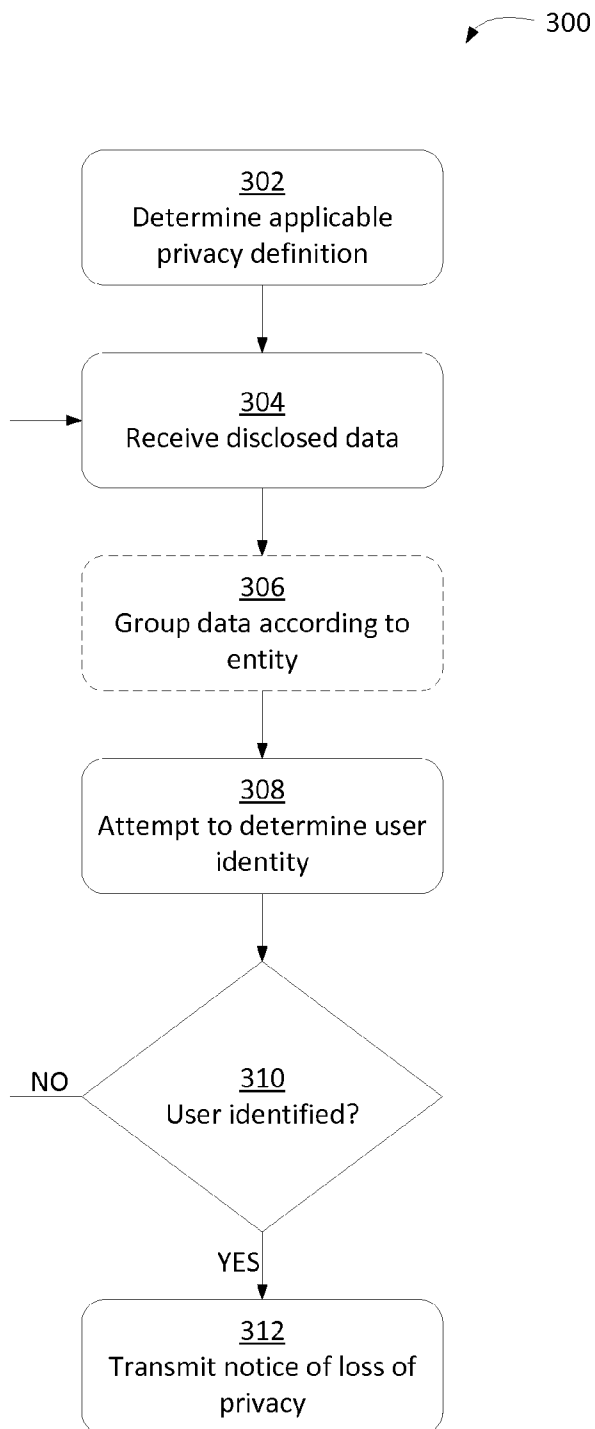 300
302
Determine applicable
privacy definition
304
Receive disclosed data
306
Group data according to
entity
308
Attempt to determine user
identity
310
User identified?
NO
YES
312
Transmit notice of loss of
privacy